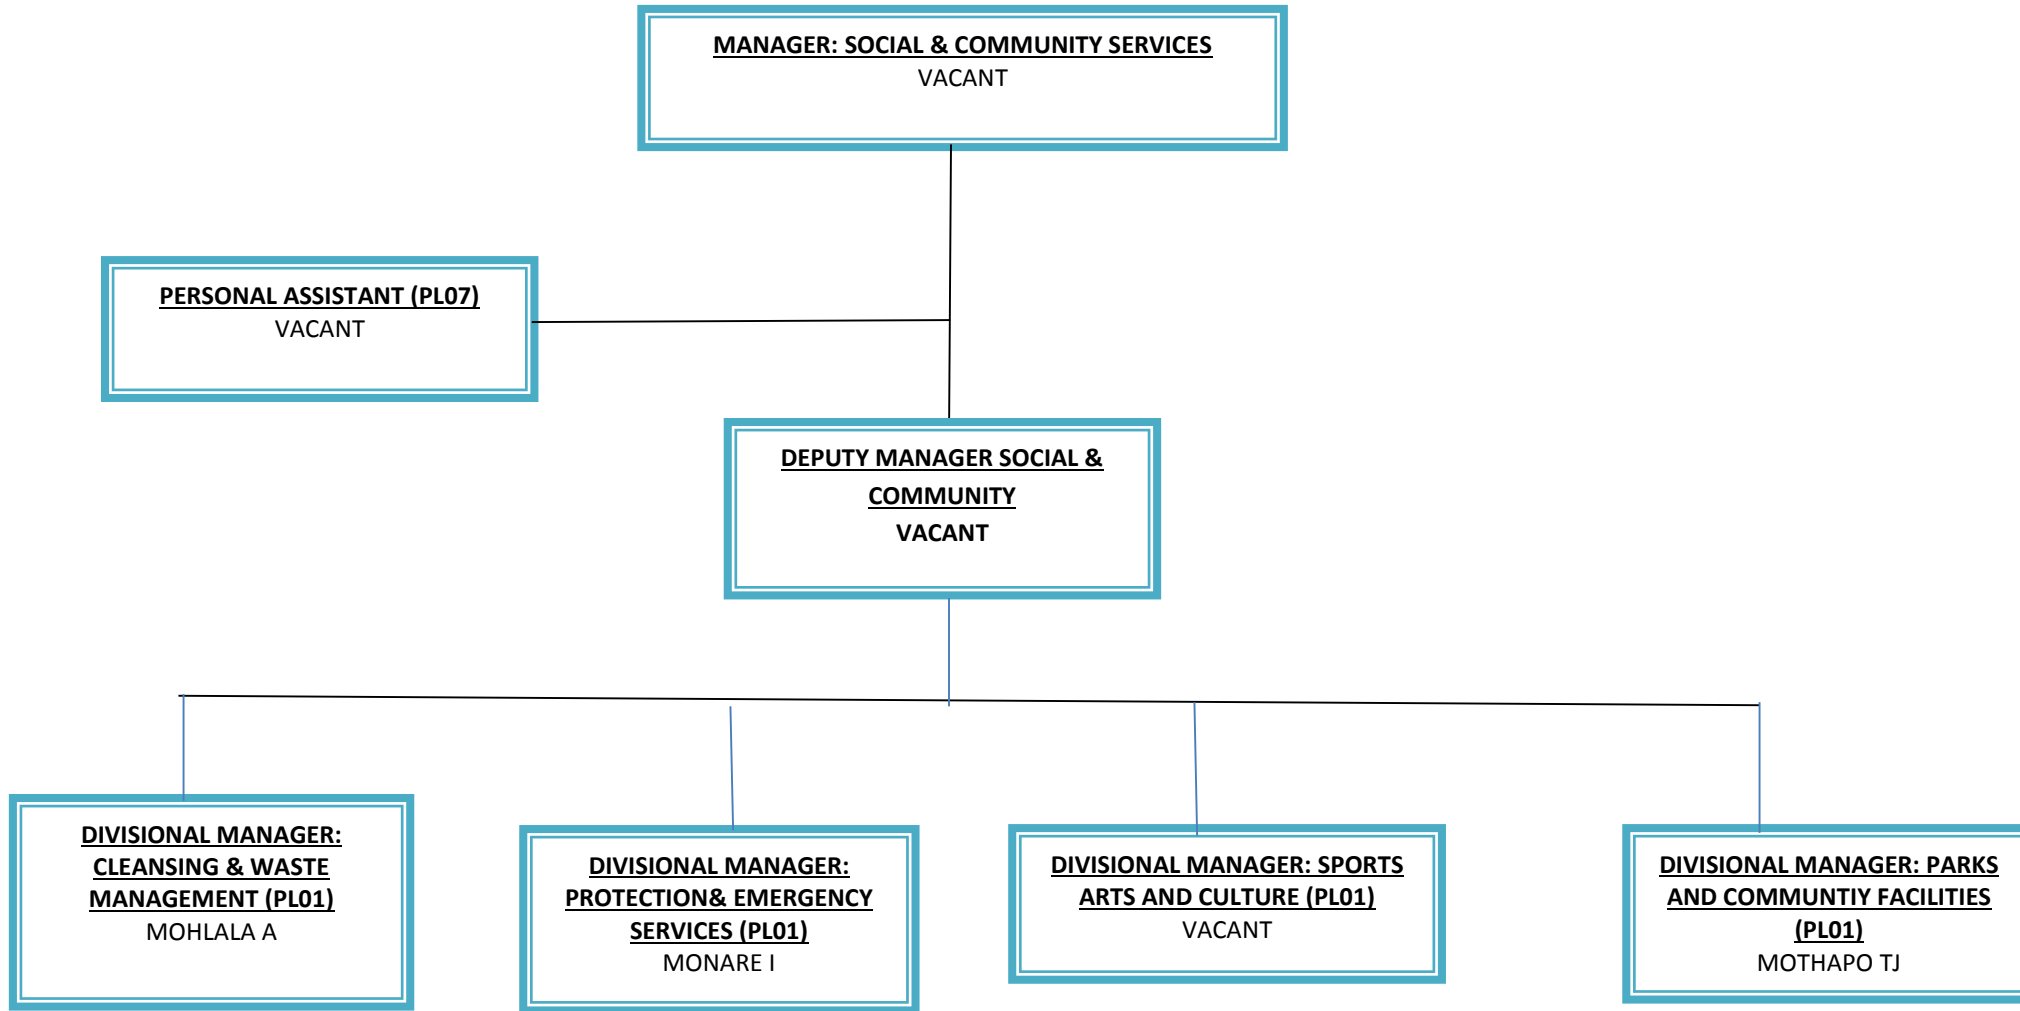 MANAGER: SOCIAL & COMMUNITY SERVICES
VACANT
PERSONAL ASSISTANT (PL07)
VACANT
DEPUTY MANAGER SOCIAL &
COMMUNITY
VACANT
DIVISIONAL MANAGER:
CLEANSING & WASTE
MANAGEMENT (PL01)
MOHLALA A
DIVISIONAL MANAGER:
PROTECTION& EMERGENCY
SERVICES (PL01)
MONARE I
DIVISIONAL MANAGER: SPORTS
ARTS AND CULTURE (PL01)
VACANT
DIVISIONAL MANAGER: PARKS
AND COMMUNTIY FACILITIES
(PL01)
MOTHAPO TJ